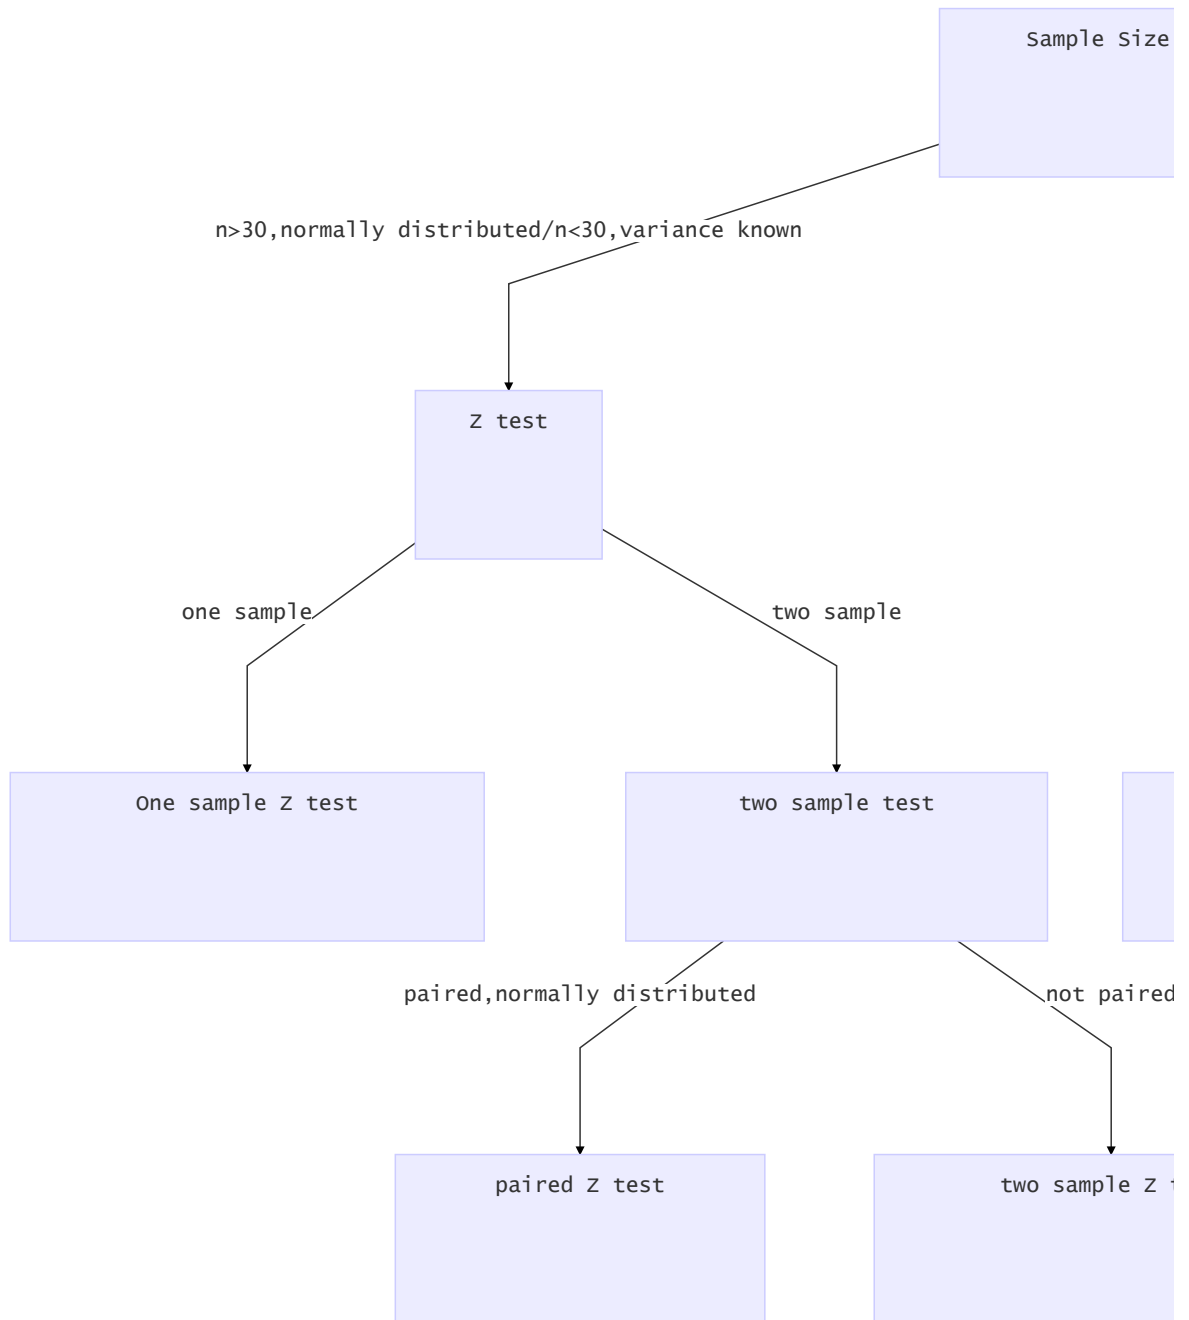 Sample Size
n>30,normally distributed/n<30,variance known
Z test
one sample
two sample
One sample Z test
two sample test
paired,normally distributed
not paired
paired Z test
two sample Z